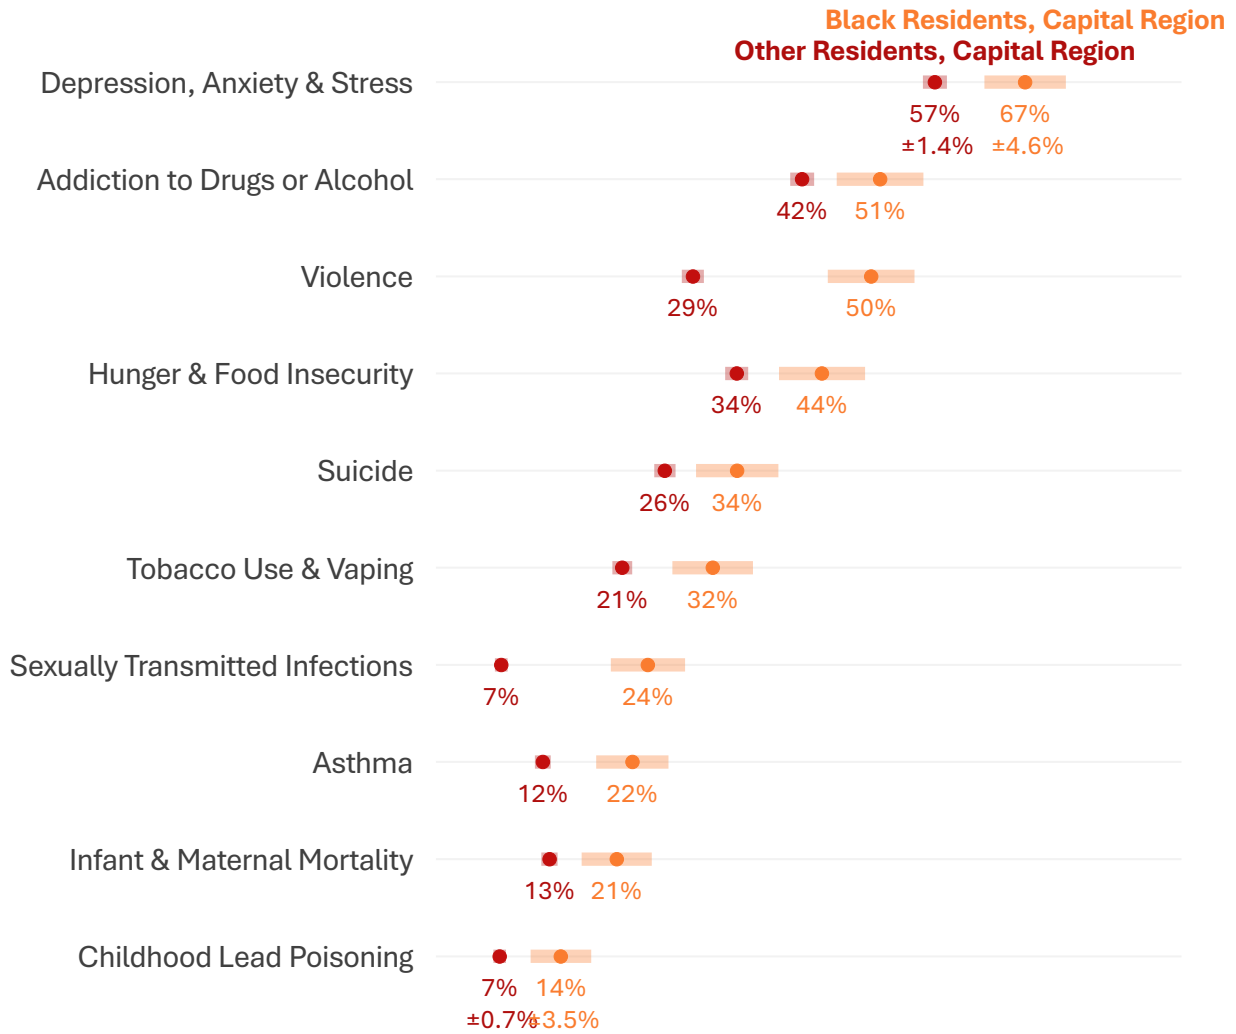 Black Residents, Capital Region
Other Residents, Capital Region
Depression, Anxiety & Stress
57% 67%
±1.4% ±4.6%
Addiction to Drugs or Alcohol
42% 51%
Violence
29% 50%
Hunger & Food Insecurity
34% 44%
Suicide
26% 34%
Tobacco Use & Vaping
21% 32%
Sexually Transmitted Infections
7% 24%
Asthma
12% 22%
Infant & Maternal Mortality
13% 21%
Childhood Lead Poisoning
7% 14%
±0.7% ±3.5%